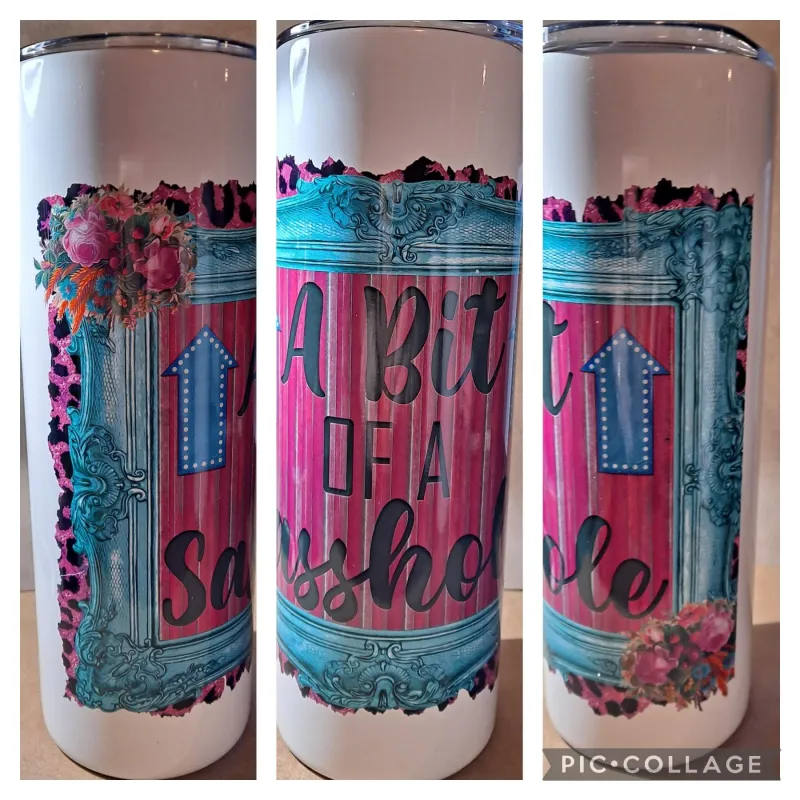 A Bit
OF A
Sasshole
PIC•COLLAGE